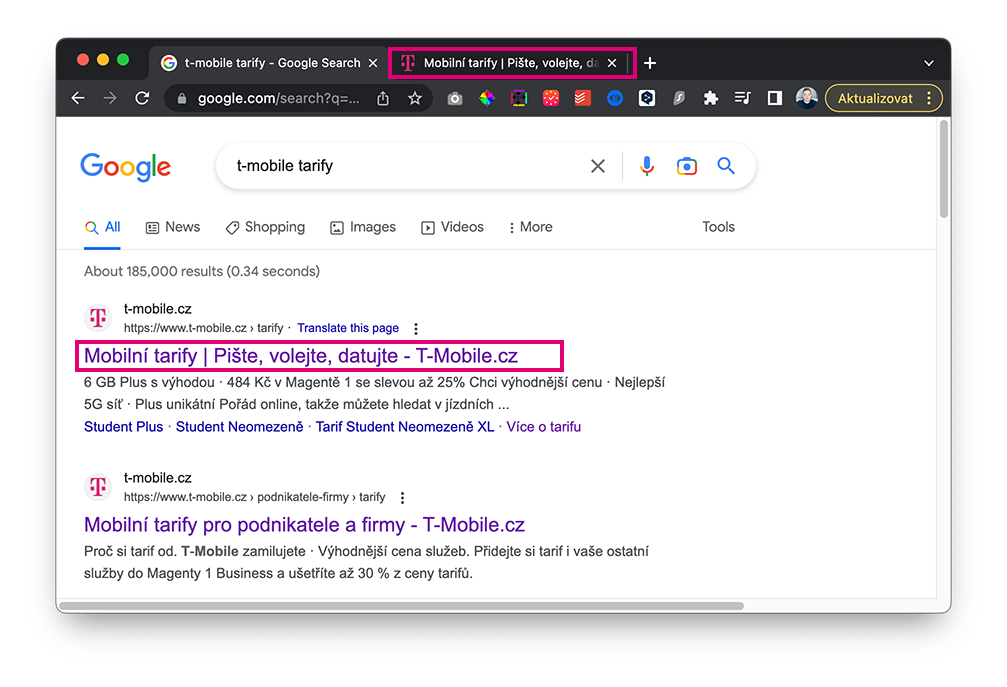 t-mobile tarify - Google Search
Mobilní tarify | Pište, volejte, da
google.com/search?q=...
Aktualizovat
Google
t-mobile tarify
All
News
Shopping
Images
Videos
More
Tools
About 185,000 results (0.34 seconds)
t-mobile.cz
https://www.t-mobile.cz › tarify · Translate this page
Mobilní tarify | Pište, volejte, datujte - T-Mobile.cz
6 GB Plus s výhodou · 484 Kč v Magentě 1 se slevou až 25% Chci výhodnější cenu · Nejlepší
5G síť · Plus unikátní Pořád online, takže můžete hledat v jízdních ...
Student Plus · Student Neomezeně · Tarif Student Neomezeně XL · Více o tarifu
t-mobile.cz
https://www.t-mobile.cz › podnikatele-firmy › tarify
Mobilní tarify pro podnikatele a firmy - T-Mobile.cz
Proč si tarif od. T-Mobile zamilujete · Výhodnější cena služeb. Přidejte si tarif i vaše ostatní
služby do Magenty 1 Business a ušetříte až 30 % z ceny tarifů.